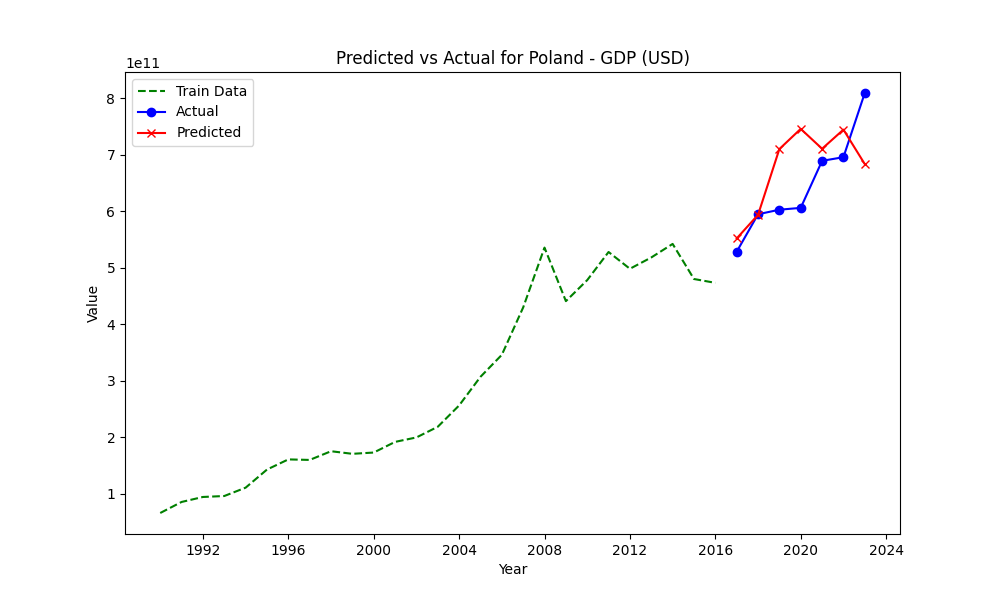 Predicted vs Actual for Poland - GDP (USD)
1e11
Train Data
Actual
Predicted
8
7
6
5
4
3
2
1
Value
1992 1996 2000 2004 2008 2012 2016 2020 2024
Year